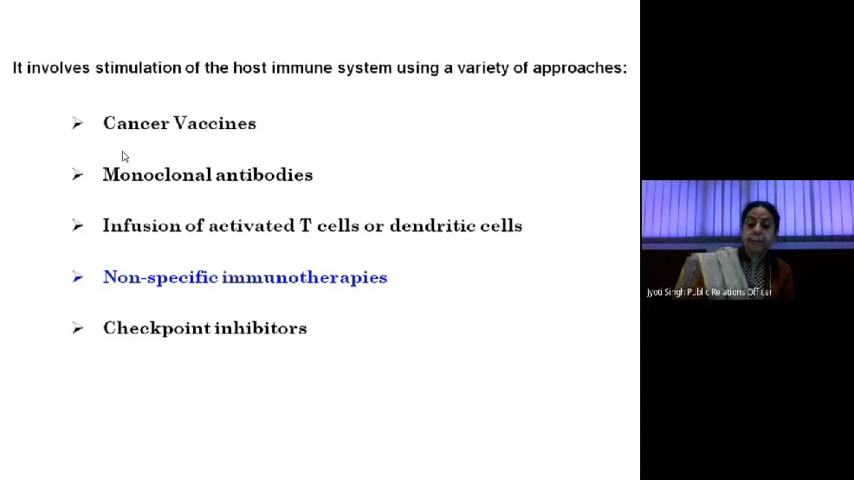 It involves stimulation of the host immune system using a variety of approaches:
Cancer Vaccines
Monoclonal antibodies
Infusion of activated T cells or dendritic cells
Non-specific immunotherapies
Checkpoint inhibitors
Jyoti Singh Public Relations Officer